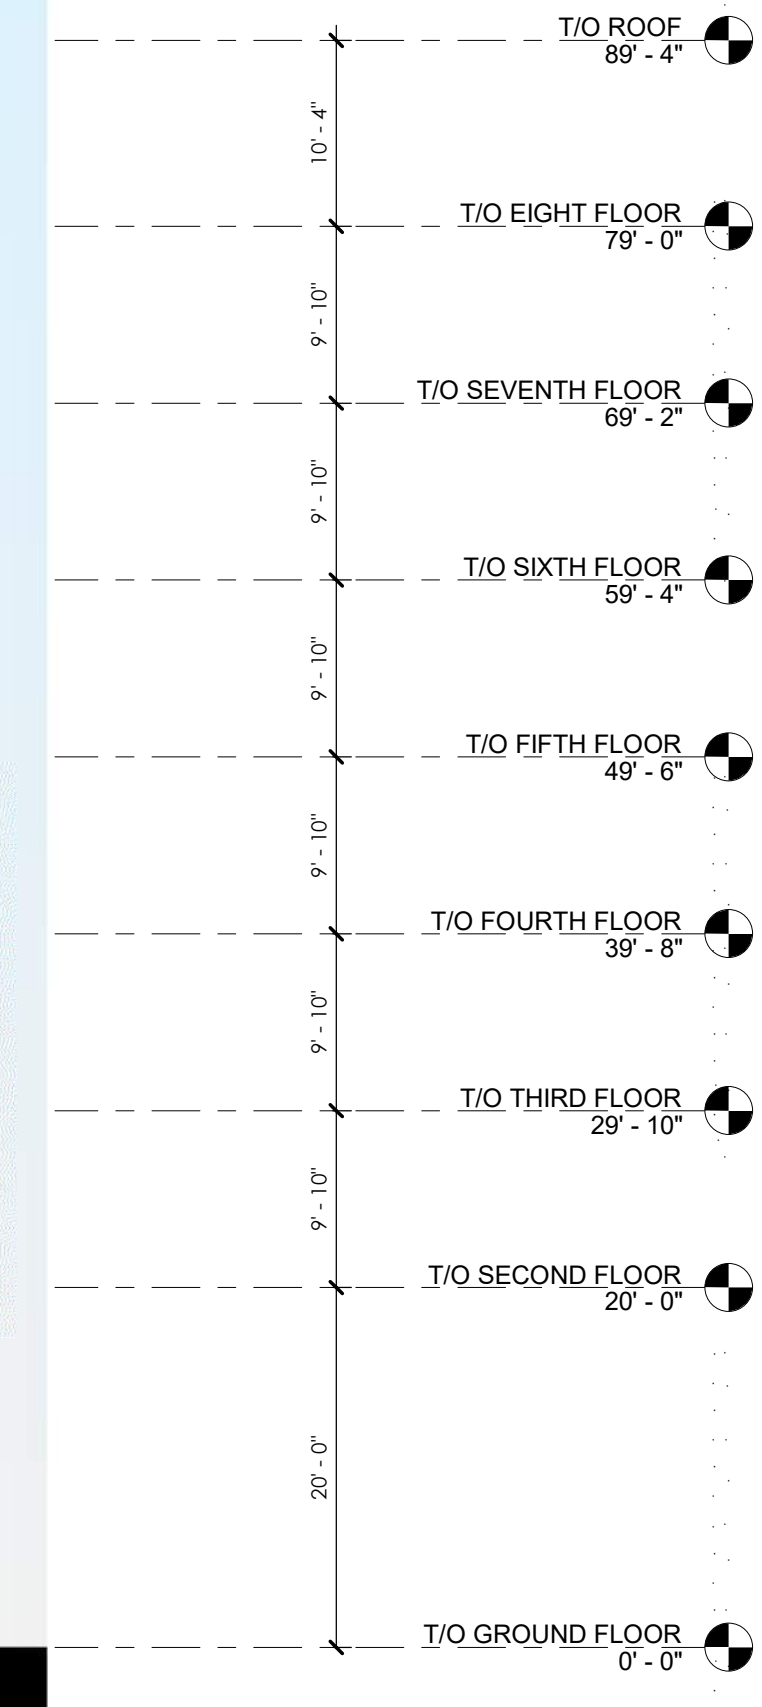 T/O ROOF
89' - 4"
10' - 4"
T/O EIGHT FLOOR
79' - 0"
9' - 10"
T/O SEVENTH FLOOR
69' - 2"
9' - 10"
T/O SIXTH FLOOR
59' - 4"
9' - 10"
T/O FIFTH FLOOR
49' - 6"
9' - 10"
T/O FOURTH FLOOR
39' - 8"
9' - 10"
T/O THIRD FLOOR
29' - 10"
9' - 10"
T/O SECOND FLOOR
20' - 0"
20' - 0"
T/O GROUND FLOOR
0' - 0"